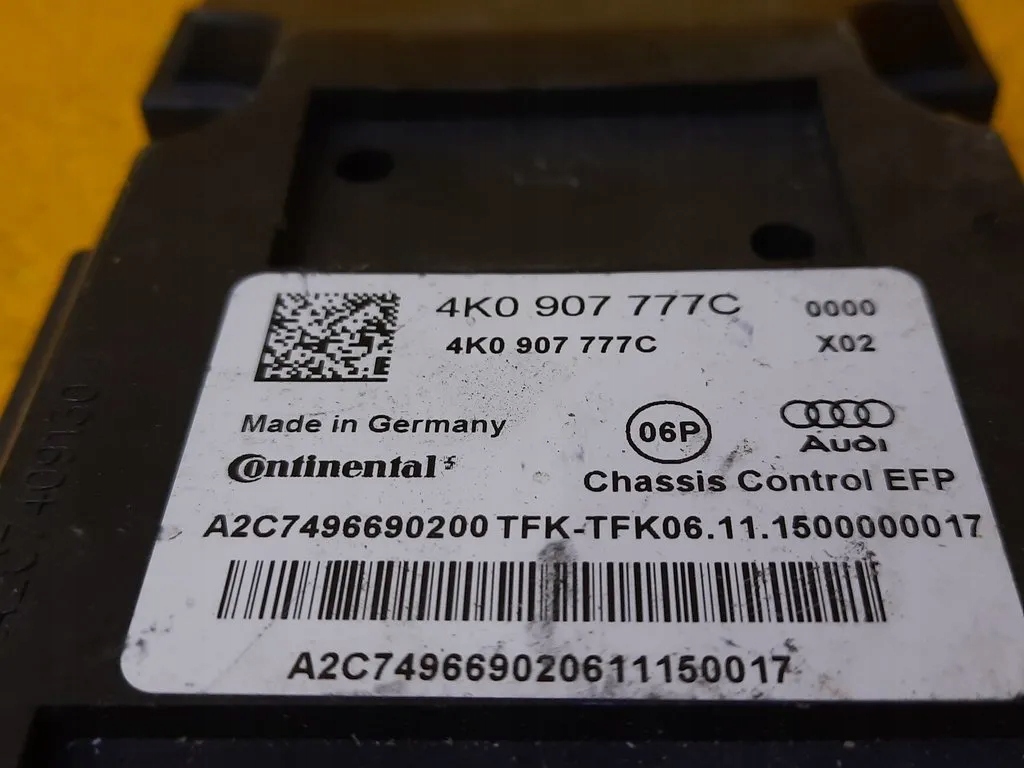 4K0 907 777C 0000
4K0 907 777C X02
Made in Germany
06P
Audi
Continental
Chassis Control EFP
A2C7496690200 TFK-TFK06.11.1500000017
A2C74966902061115​0017